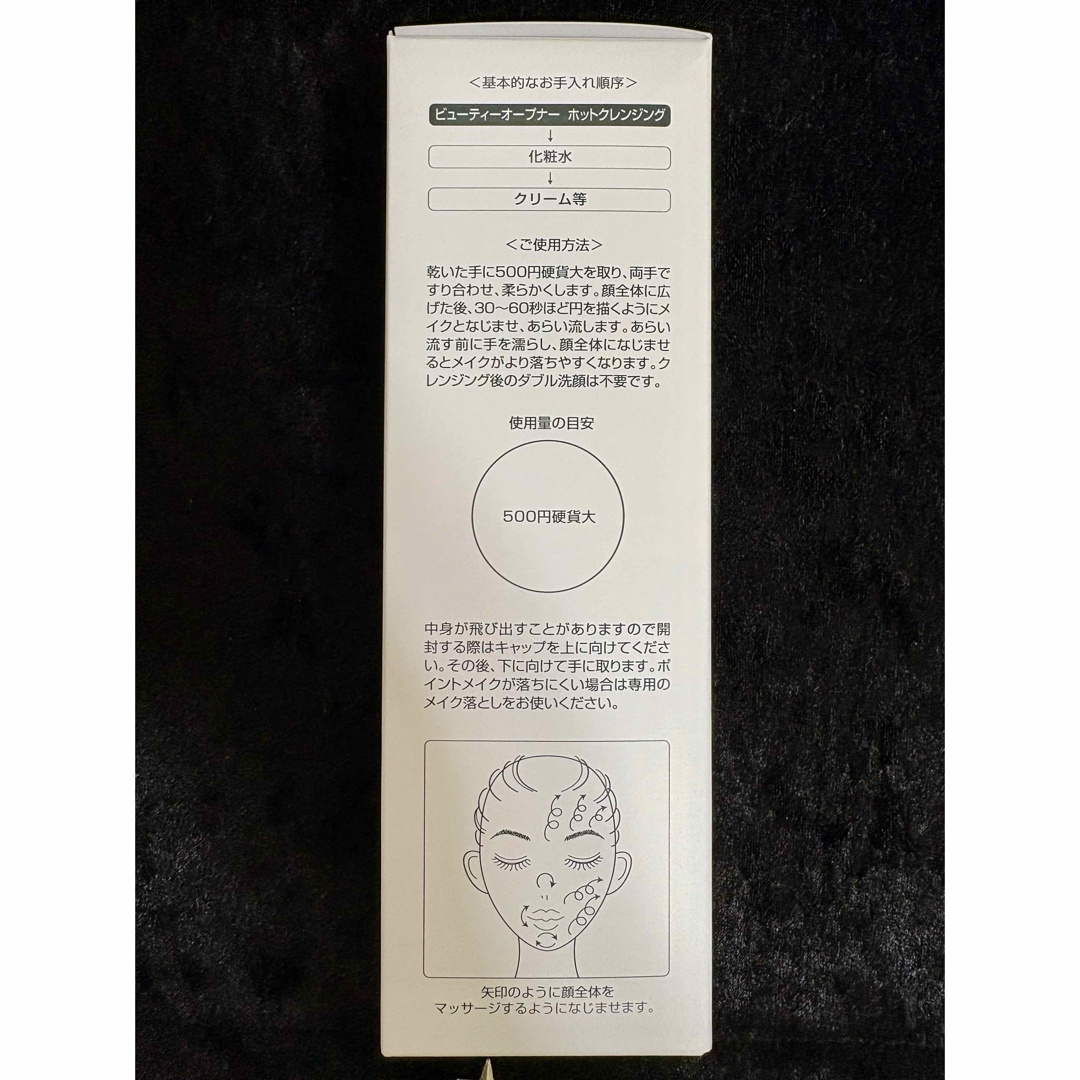 ＜基本的なお手入れ順序＞
ビューティーオープナー ホットクレンジング
↓
化粧水
↓
クリーム等
＜ご使用方法＞
乾いた手に500円硬貨大を取り、両手で
すり合わせ、柔らかくします。顔全体に広
げた後、30〜60秒ほど円を描くようにメ
イクとなじませ、あらい流します。あらい
流す前に手を濡らし、顔全体になじませ
るとメイクがより落ちやすくなります。ク
レンジング後のダブル洗顔は不要です。
使用量の目安
500円硬貨大
中身が飛び出すことがありますので開
封する際はキャップを上に向けてくださ
い。その後、下に向けて手に取ります。ポ
イントメイクが落ちにくい場合は専用の
メイク落としをお使いください。
矢印のように顔全体を
マッサージするようになじませます。